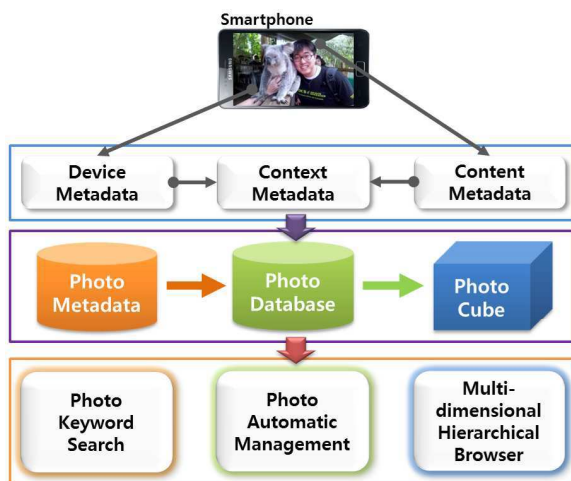 Smartphone
SAMSUNG
Device
Metadata
Context
Metadata
Content
Metadata
Photo
Metadata
Photo
Database
Photo
Cube
Photo
Keyword
Search
Photo
Automatic
Management
Multi-
dimensional
Hierarchical
Browser